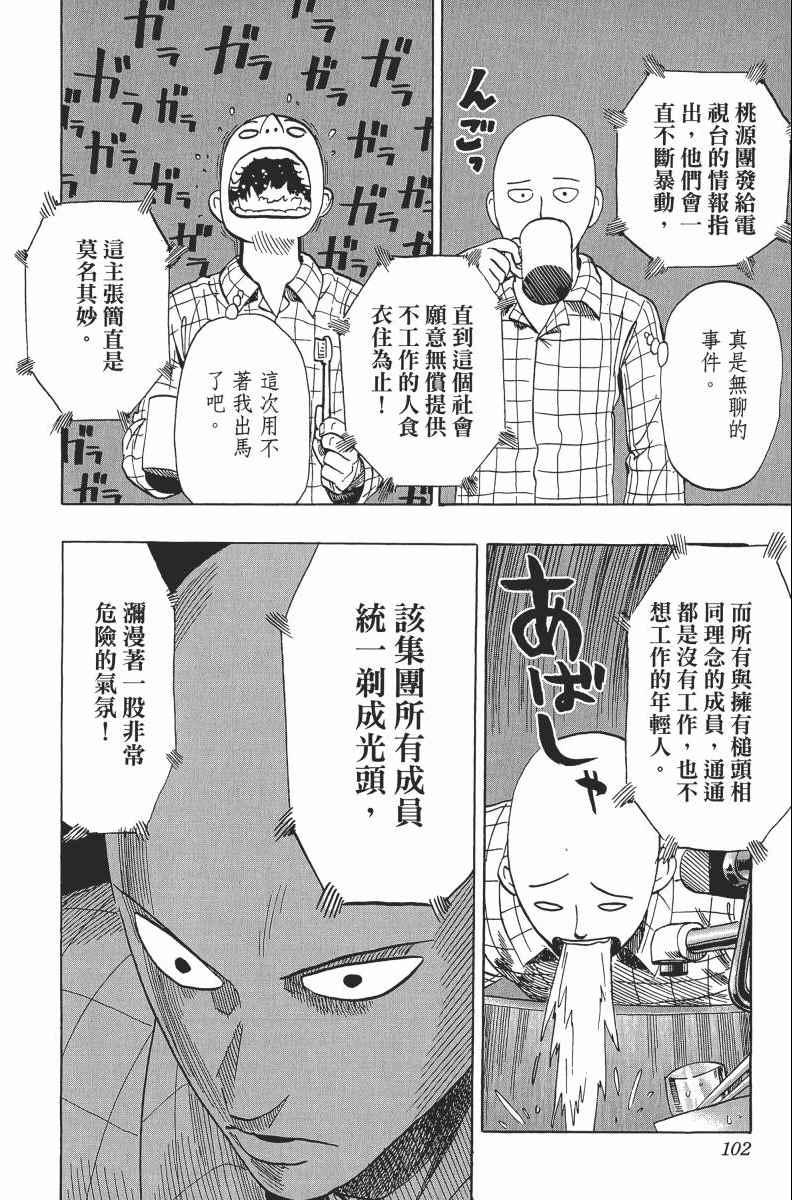 桃源團發給電
視台的情報指
出，他們會一
直不斷暴動，
真是無聊的
事件。
んごっ
直到這個社會
願意無償提供
不工作的人食
衣住為止！
這次用不
著我出馬
了吧。
這主張簡直是
莫名其妙。
ガラ
ガラ
ガラ
ガラ
ガラ
ガラ
ガラ
ガラ
ガラ
ガラ
ガラ
ガラ
而所有與擁有槌頭相
同理念的成員，通通
都是沒有工作，也不
想工作的年輕人。
あばしゃ
該集團所有成員
統一剃成光頭，
瀰漫著一股非常
危險的氣氛！
102